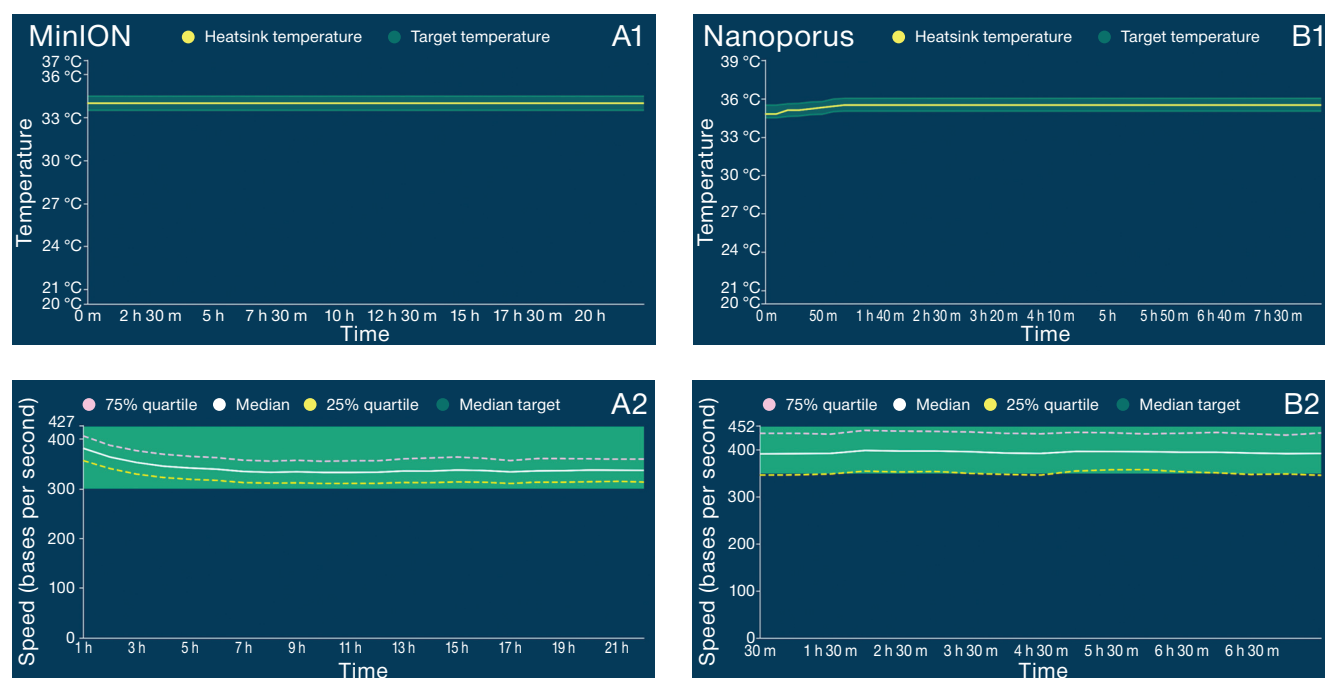 MinION Heatsink temperature Target temperature A1
37 °C
36 °C
33 °C
30 °C
27 °C
24 °C
21 °C
20 °C
Temperature
0 m 2 h 30 m 5 h 7 h 30 m 10 h 12 h 30 m 15 h 17 h 30 m 20 h
Time
Nanoporus Heatsink temperature Target temperature B1
39 °C
36 °C
33 °C
30 °C
27 °C
24 °C
21 °C
20 °C
Temperature
0 m 50 m 1 h 40 m 2 h 30 m 3 h 20 m 4 h 10 m 5 h 5 h 50 m 6 h 40 m 7 h 30 m
Time
75% quartile Median 25% quartile Median target A2
427
400
300
200
100
0
Speed (bases per second)
1 h 3 h 5 h 7 h 9 h 11 h 13 h 15 h 17 h 19 h 21 h
Time
75% quartile Median 25% quartile Median target B2
452
400
300
200
100
0
Speed (bases per second)
30 m 1 h 30 m 2 h 30 m 3 h 30 m 4 h 30 m 5 h 30 m 6 h 30 m 6 h 30 m
Time